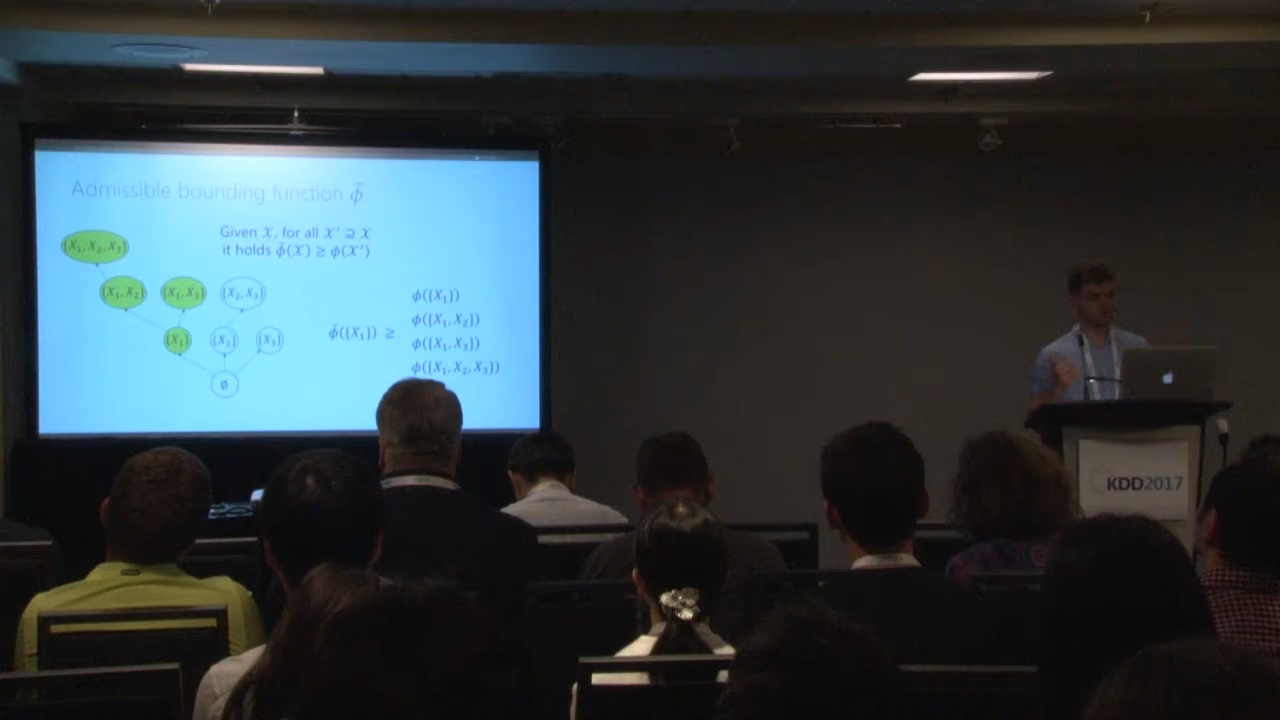 Admissible bounding function ϕ̄
Given 𝒳, for all 𝒳′ ⊇ 𝒳
it holds ϕ̄(𝒳) ≥ ϕ(𝒳′)
{X₁,X₂,X₃}
{X₁,X₂} {X₁,X₃} {X₂,X₃}
{X₁} {X₂} {X₃}
∅
ϕ̄({X₁}) ≥
ϕ({X₁})
ϕ({X₁,X₂})
ϕ({X₁,X₃})
ϕ({X₁,X₂,X₃})
KDD2017